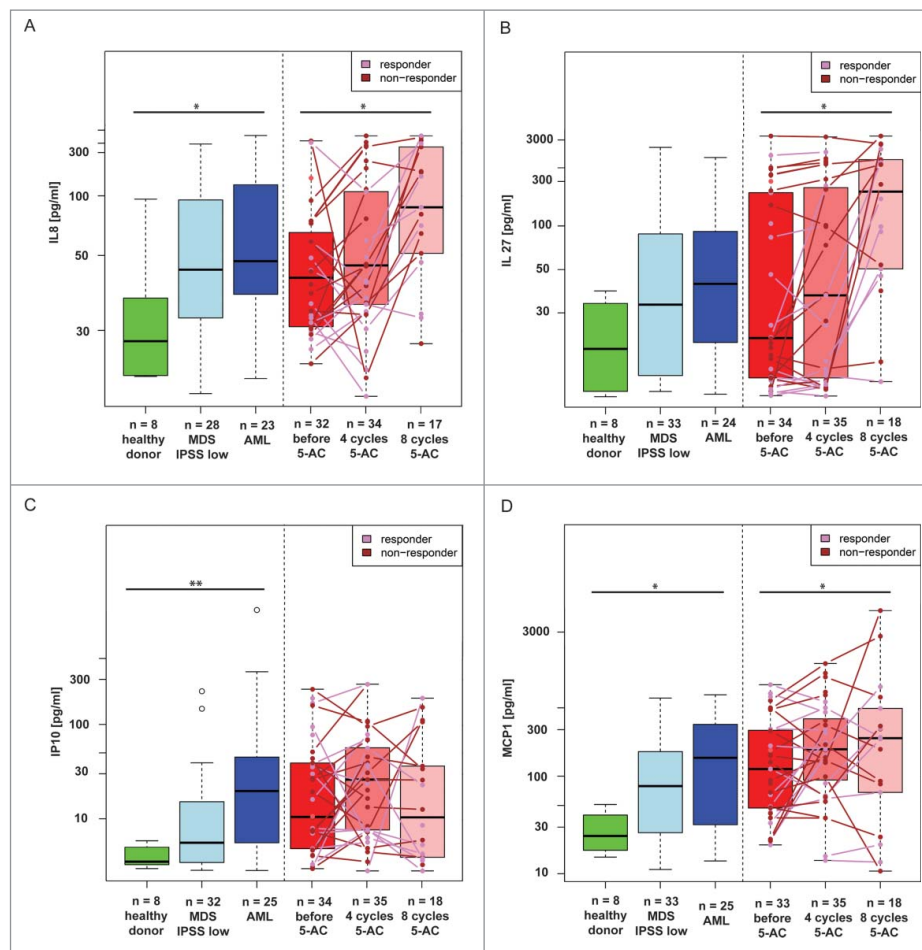 A
responder
non−responder
*
*
IL8 [pg/ml]
300
100
50
30
n = 8
healthy
donor
n = 28
MDS
IPSS low
n = 23
AML
n = 32
before
5-AC
n = 34
4 cycles
5-AC
n = 17
8 cycles
5-AC
B
responder
non−responder
*
IL 27 [pg/ml]
3000
300
100
50
30
n = 8
healthy
donor
n = 33
MDS
IPSS low
n = 24
AML
n = 34
before
5-AC
n = 35
4 cycles
5-AC
n = 18
8 cycles
5-AC
C
responder
non−responder
**
IP10 [pg/ml]
300
100
30
10
n = 8
healthy
donor
n = 32
MDS
IPSS low
n = 25
AML
n = 34
before
5-AC
n = 35
4 cycles
5-AC
n = 18
8 cycles
5-AC
D
responder
non−responder
*
*
MCP1 [pg/ml]
3000
300
100
30
10
n = 8
healthy
donor
n = 33
MDS
IPSS low
n = 25
AML
n = 33
before
5-AC
n = 35
4 cycles
5-AC
n = 18
8 cycles
5-AC